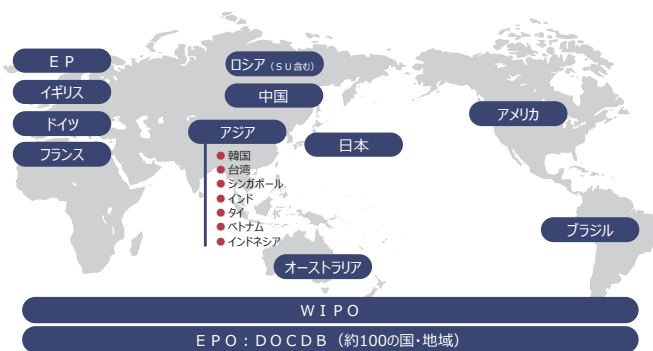 ＥＰ
イギリス
ドイツ
フランス
ロシア（ＳＵ含む）
中国
アジア
●韓国
●台湾
●シンガポール
●インド
●タイ
●ベトナム
●インドネシア
日本
オーストラリア
アメリカ
ブラジル
ＷＩＰＯ
ＥＰＯ：ＤＯＣＤＢ（約100の国・地域）